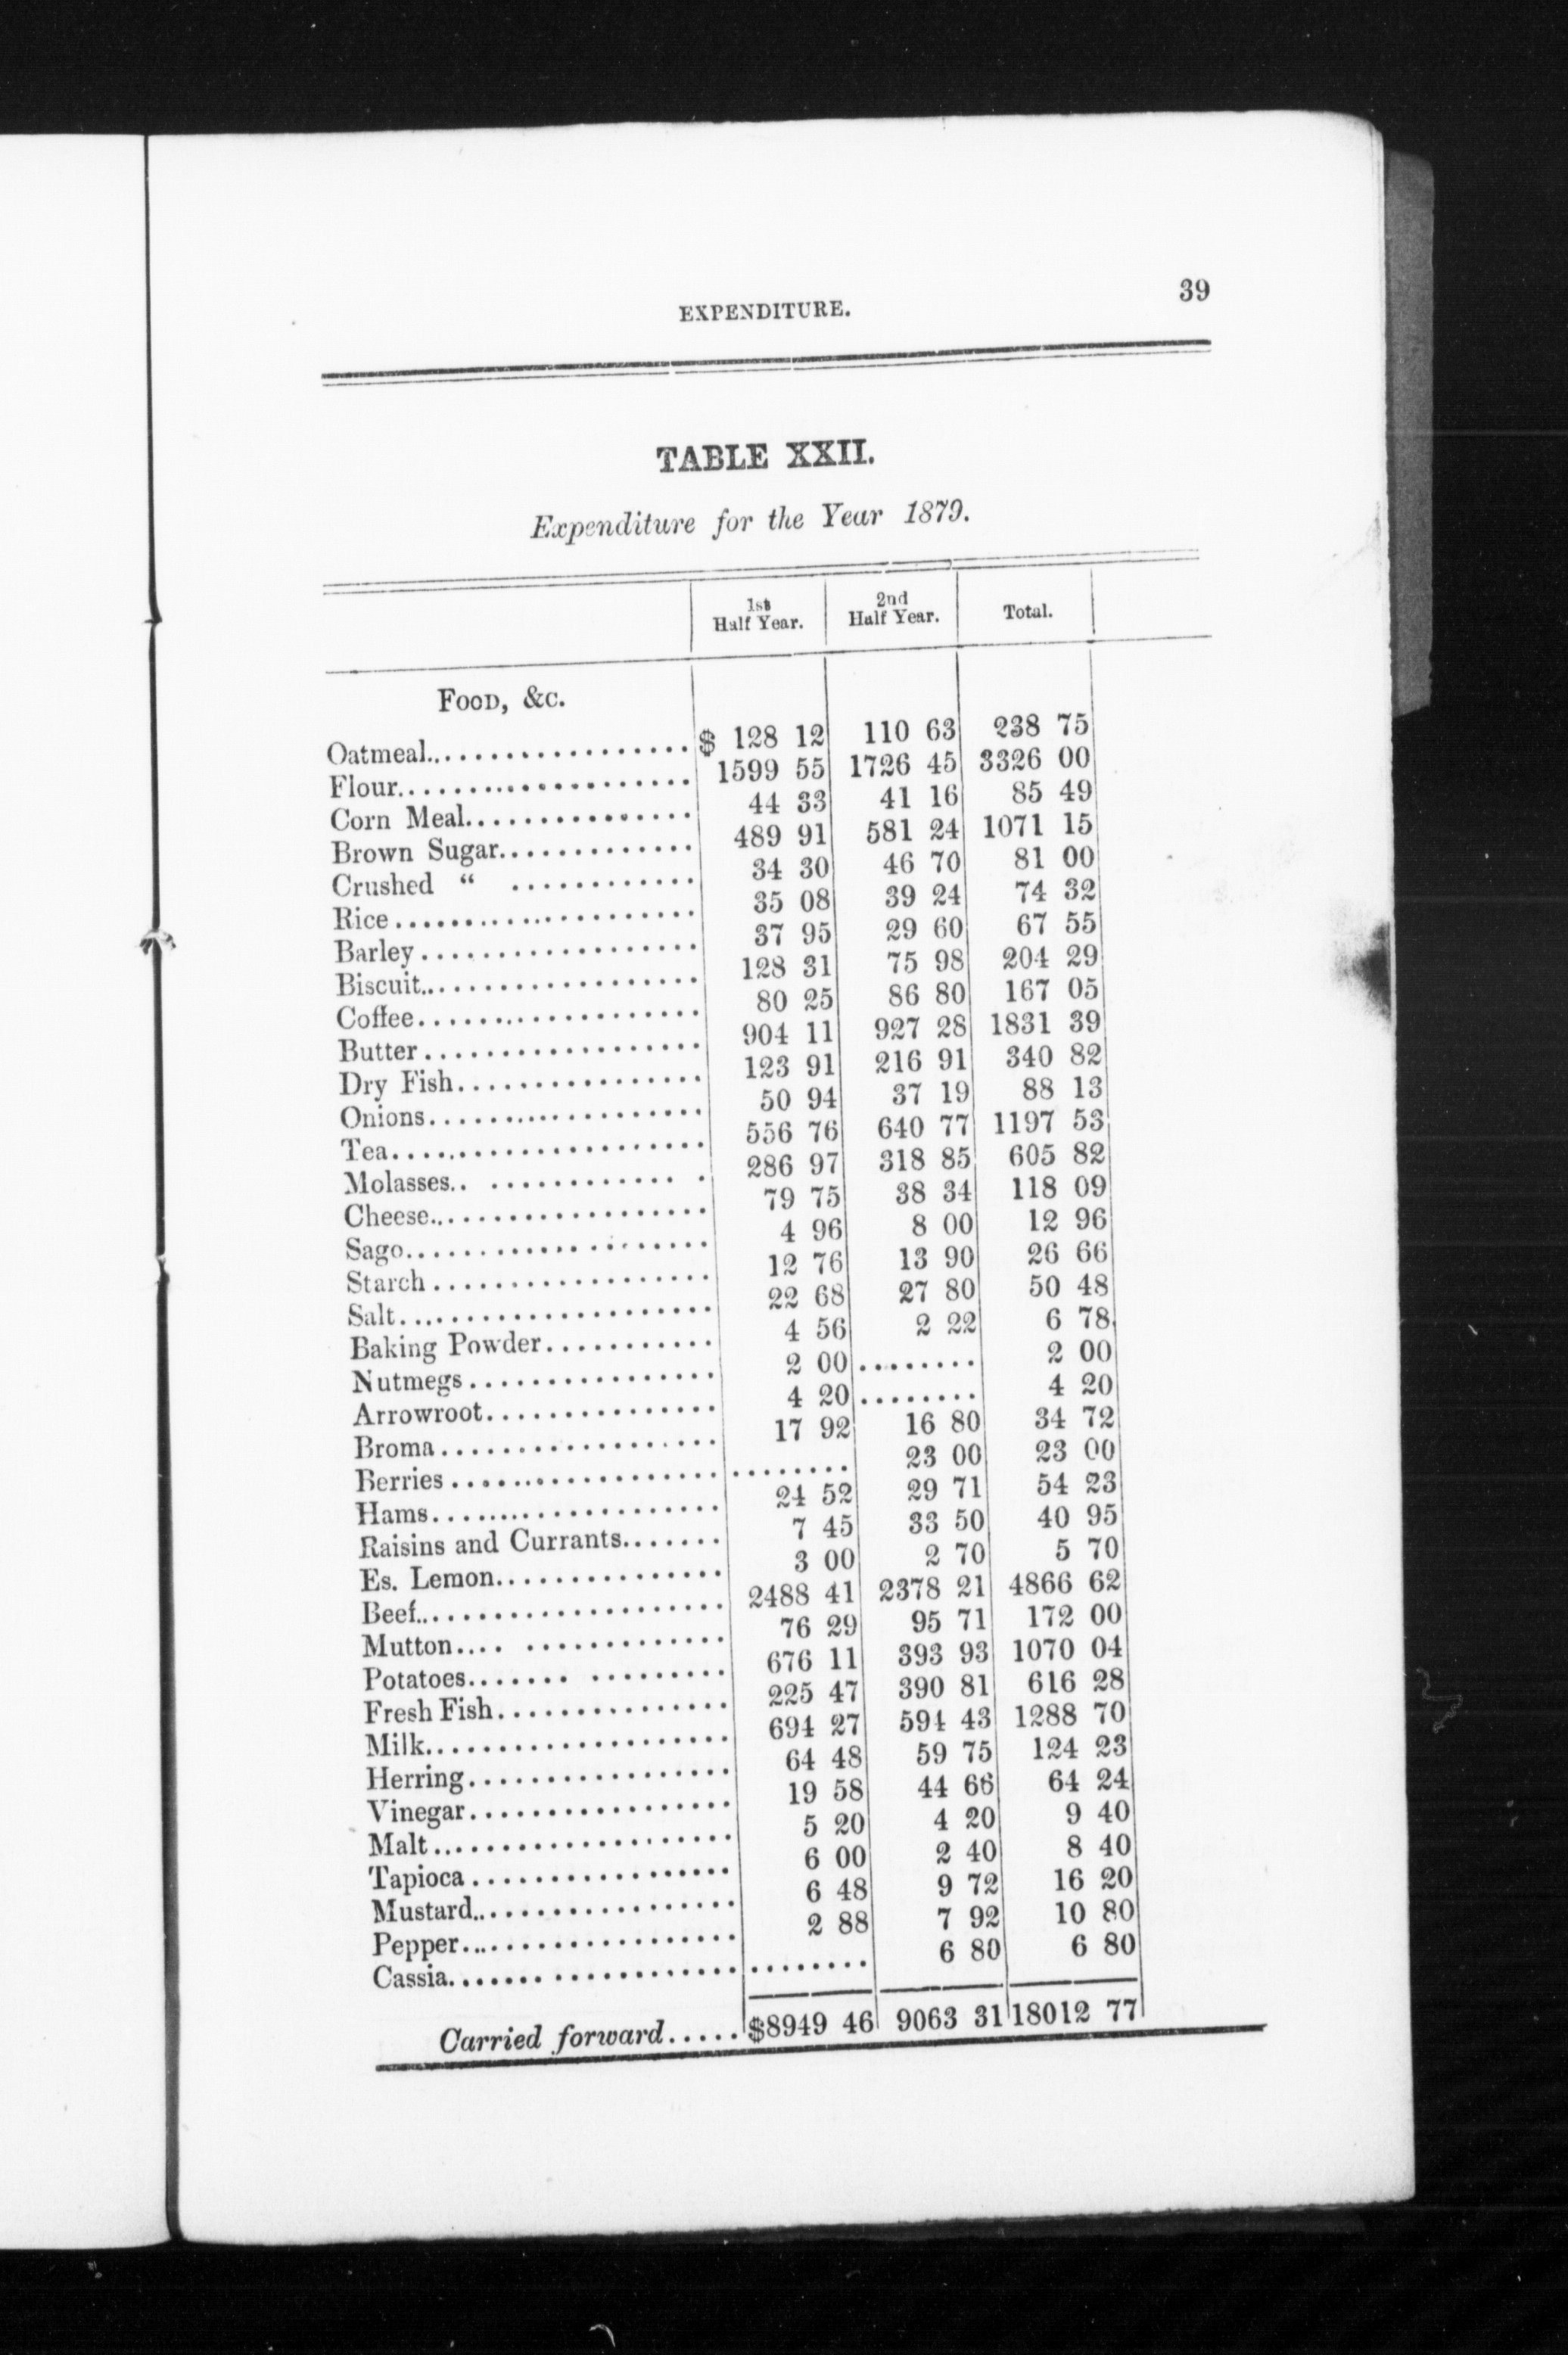 EXPENDITURE. 39
TABLE XXII.
Expenditure for the Year 1879.
1st Half Year. 2nd Half Year. Total.
FOOD, &c.
Oatmeal.................. $ 128 12 110 63 238 75
Flour.................... 1599 55 1726 45 3326 00
Corn Meal............... 44 33 41 16 85 49
Brown Sugar............. 489 91 581 24 1071 15
Crushed " ............ 34 30 46 70 81 00
Rice.................... 35 08 39 24 74 32
Barley................... 37 95 29 60 67 55
Biscuit................... 128 31 75 98 204 29
Coffee................... 80 25 86 80 167 05
Butter................... 904 11 927 28 1831 39
Dry Fish................. 123 91 216 91 340 82
Onions................... 50 94 37 19 88 13
Tea..................... 556 76 640 77 1197 53
Molasses.. ............ . 286 97 318 85 605 82
Cheese................... 79 75 38 34 118 09
Sago.................... 4 96 8 00 12 96
Starch................... 12 76 13 90 26 66
Salt..................... 22 68 27 80 50 48
Baking Powder........... 4 56 2 22 6 78
Nutmegs................. 2 00 ........ 2 00
Arrowroot................ 4 20 ........ 4 20
Broma................... 17 92 16 80 34 72
Berries.................. ........ 23 00 23 00
Hams.................... 24 52 29 71 54 23
Raisins and Currants....... 7 45 33 50 40 95
Es. Lemon............... 3 00 2 70 5 70
Beef..................... 2488 41 2378 21 4866 62
Mutton.... .............. 76 29 95 71 172 00
Potatoes....... ......... 676 11 393 93 1070 04
Fresh Fish................ 225 47 390 81 616 28
Milk..................... 694 27 594 43 1288 70
Herring.................. 64 48 59 75 124 23
Vinegar.................. 19 58 44 66 64 24
Malt.................... 5 20 4 20 9 40
Tapioca.................. 6 00 2 40 8 40
Mustard.................. 6 48 9 72 16 20
Pepper................... 2 88 7 92 10 80
Cassia................... ........ 6 80 6 80
Carried forward..... $8949 46 9063 31 18012 77